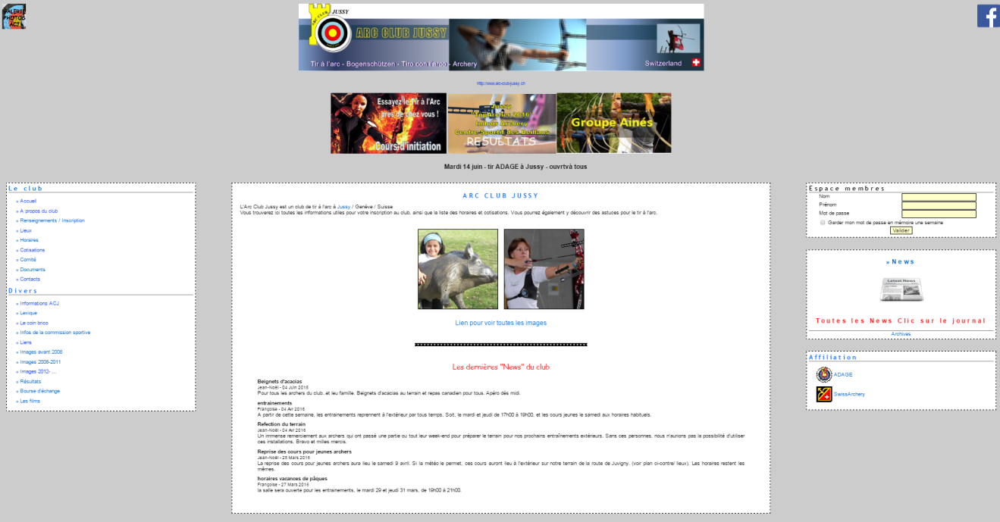 GALERIE
PHOTOS
ACJ
ARC CLUB JUSSY
ARC CLUB JUSSY
Tir à l'arc - Bogenschützen - Tiro con l'arco - Archery
Switzerland
http://www.arc-club-jussy.ch
Essayez le Tir à l'Arc
près de chez vous !
Cours d'initiation
Jussy
"TopArcher 2016"
Indoor Archery
Centre Sportif des Beillans
RESULTATS
Groupe Ainés
Mardi 14 juin - tir ADAGE à Jussy - ouvrtvà tous
Le club
» Accueil
» A propos du club
» Renseignements / Inscription
» Lieux
» Horaires
» Cotisations
» Comité
» Documents
» Contacts
Divers
» Informations ACJ
» Lexique
» Le coin brico
» Infos de la commission sportive
» Liens
» Images avant 2008
» Images 2008-2011
» Images 2012- ...
» Résultats
» Bourse d'échange
» Les films
ARC CLUB JUSSY
L'Arc Club Jussy est un club de tir à l'arc à Jussy / Genève / Suisse
Vous trouverez ici toutes les informations utiles pour votre inscription au club, ainsi que la liste des horaires et cotisations. Vous pourrez également y découvrir des astuces pour le tir à l'arc.
Lien pour voir toutes les images
Les dernières "News" du club
Beignets d'acacias
Jean-Noël - 04 Juin 2016
Pour tous les archers du club..et leu famille. Beignets d'acacias au terrain et repas canadien pour tous. Apéro dès midi.
entrainements
Françoise - 04 Avr 2016
A partir de cette semaine, les entrainements reprennent à l'extérieur par tous temps. Soit, le mardi et jeudi de 17h00 à 19h00, et les cours jeunes le samedi aux horaires habituels.
Refection du terrain
Jean-Noël - 04 Avr 2016
Un immense remerciement aux archers qui ont passé une partie ou tout leur week-end pour préparer le terrain pour nos prochains entraînements extérieurs. Sans ces personnes, nous n'aurions pas la possibilité d'utiliser
ces installations. Bravo et milles mercis.
Reprise des cours pour jeunes archers
Jean-Noël - 28 Mars 2016
La reprise des cours pour jeunes archers aura lieu le samedi 9 avril. Si la météo le permet, ces cours auront lieu à l'extérieur sur notre terrain de la route de Juvigny. (voir plan ci-contre/ lieux). Les horaires restent les
mêmes.
horaires vacances de pâques
Françoise - 27 Mars 2016
la salle sera ouverte pour les entrainements, le mardi 29 et jeudi 31 mars, de 19h00 à 21h00.
Espace membres
Nom
Prénom
Mot de passe
Garder mon mot de passe en mémoire une semaine
Valider
» News
Latest News
Toutes les News Clic sur le journal
Archives
Affiliation
ADAGE
SwissArchery